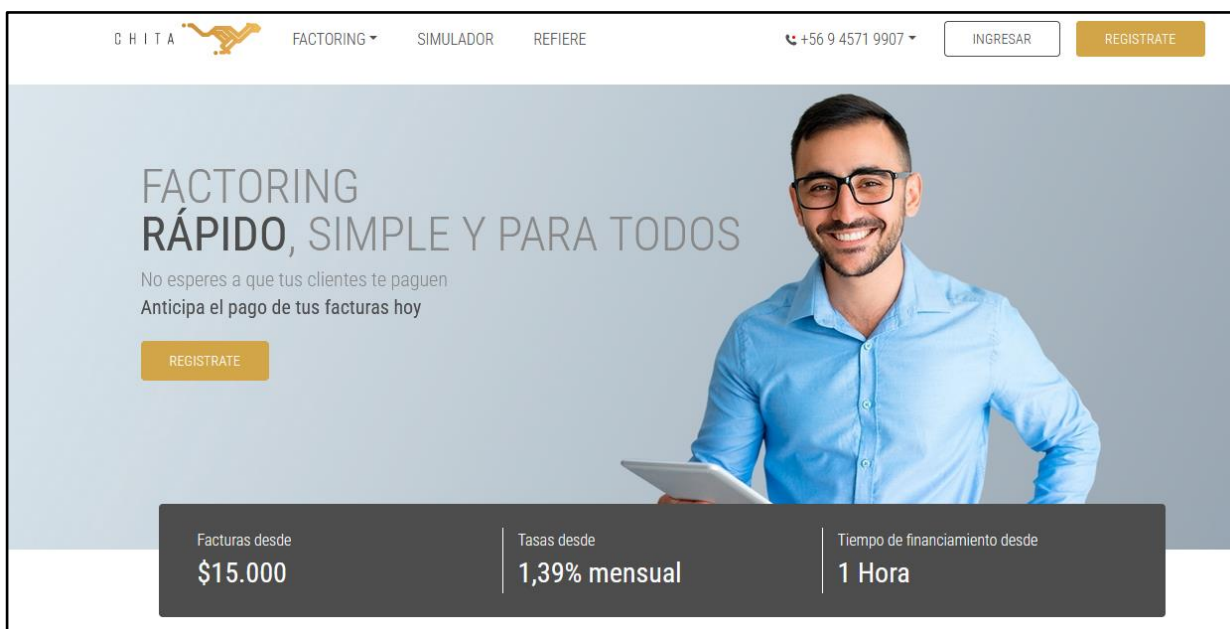 CHITA
FACTORING
SIMULADOR
REFIERE
+56 9 4571 9907
INGRESAR
REGISTRATE
FACTORING
RÁPIDO, SIMPLE Y PARA TODOS
No esperes a que tus clientes te paguen
Anticipa el pago de tus facturas hoy
REGISTRATE
Facturas desde
$15.000
Tasas desde
1,39% mensual
Tiempo de financiamiento desde
1 Hora